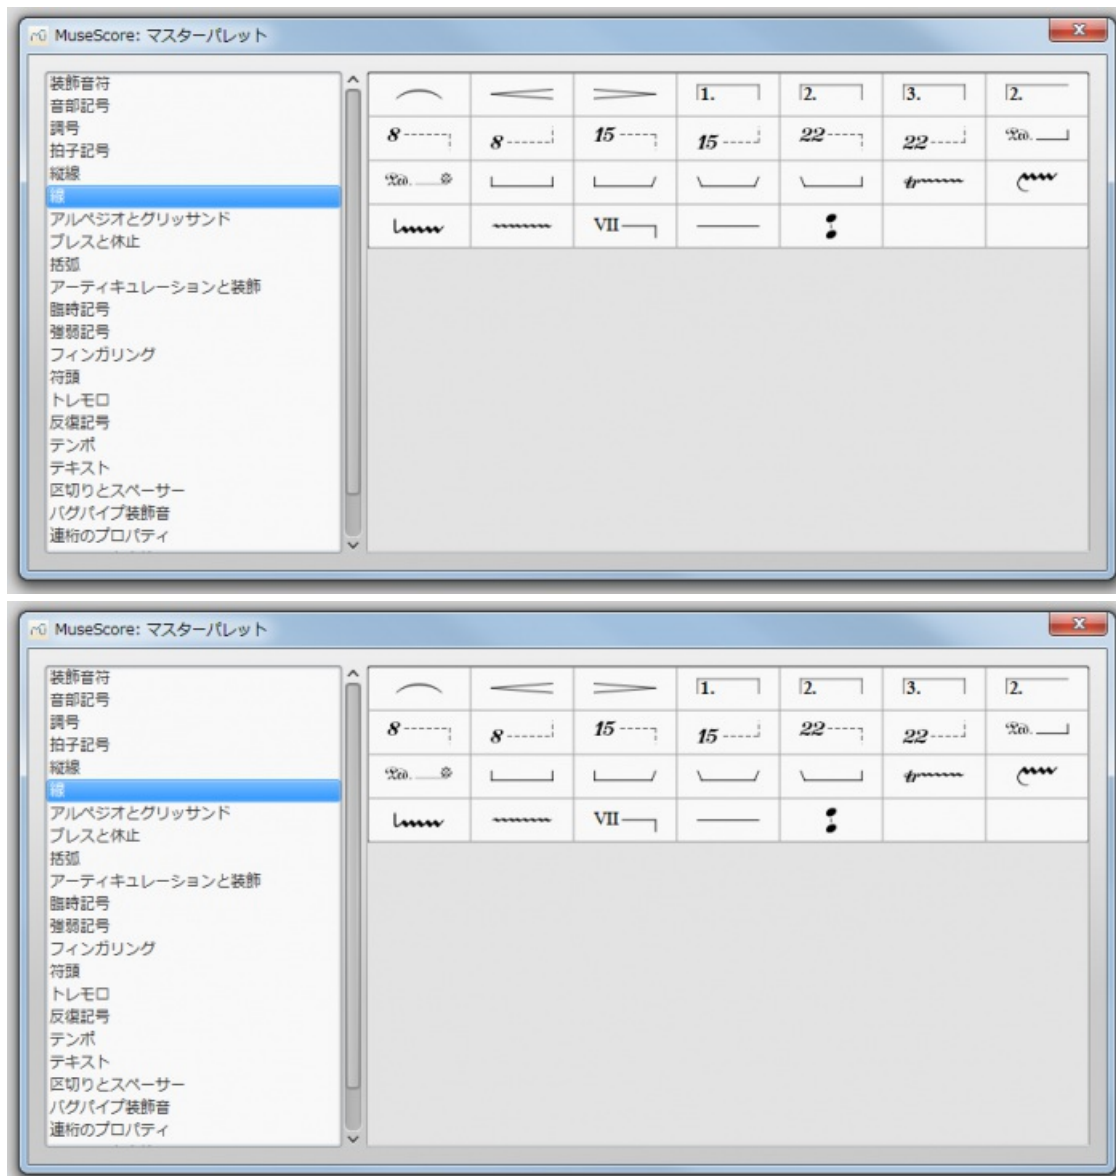 MuseScore: マスターパレット
装飾音符
音部記号
調号
拍子記号
縦線
線
アルペジオとグリッサンド
ブレスと休止
括弧
アーティキュレーションと装飾
臨時記号
強弱記号
フィンガリング
符頭
トレモロ
反復記号
テンポ
テキスト
区切りとスペーサー
バグパイプ装飾音
連桁のプロパティ
1. 2. 3. 2.
8 8 15 15 22 22 Ped.
Ped. tr
VII
MuseScore: マスターパレット
装飾音符
音部記号
調号
拍子記号
縦線
線
アルペジオとグリッサンド
ブレスと休止
括弧
アーティキュレーションと装飾
臨時記号
強弱記号
フィンガリング
符頭
トレモロ
反復記号
テンポ
テキスト
区切りとスペーサー
バグパイプ装飾音
連桁のプロパティ
1. 2. 3. 2.
8 8 15 15 22 22 Ped.
Ped. tr
VII